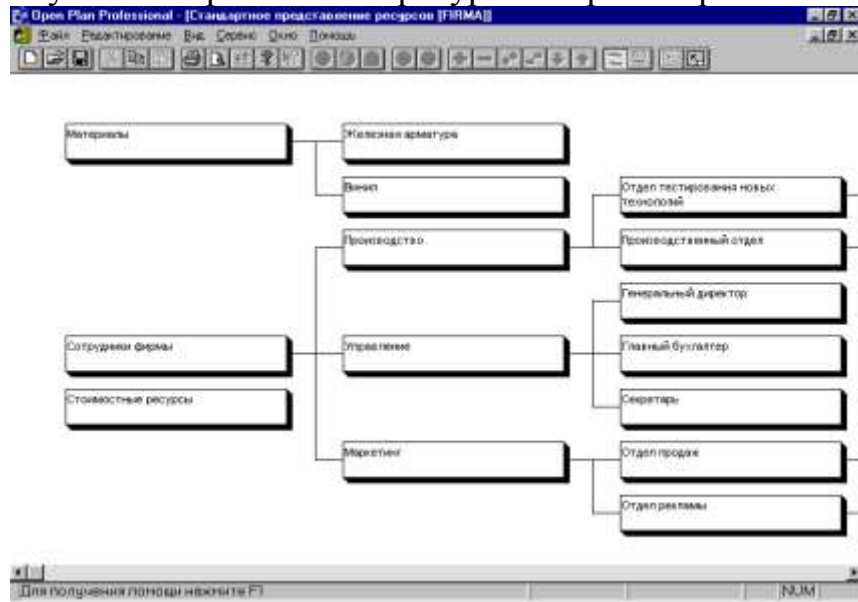 Open Plan Professional - [Стандартное представление ресурсов [FIRMA]]
Файл Редактирование Вид Сервис Окно Помощь
Материалы
Железная арматура
Винил
Отдел тестирования новых
технологий
Производство
Производственный отдел
Генеральный директор
Сотрудники фирмы
Управление
Главный бухгалтер
Стоимостные ресурсы
Секретарь
Маркетинг
Отдел продаж
Отдел рекламы
Для получения помощи нажмите F1
NUM